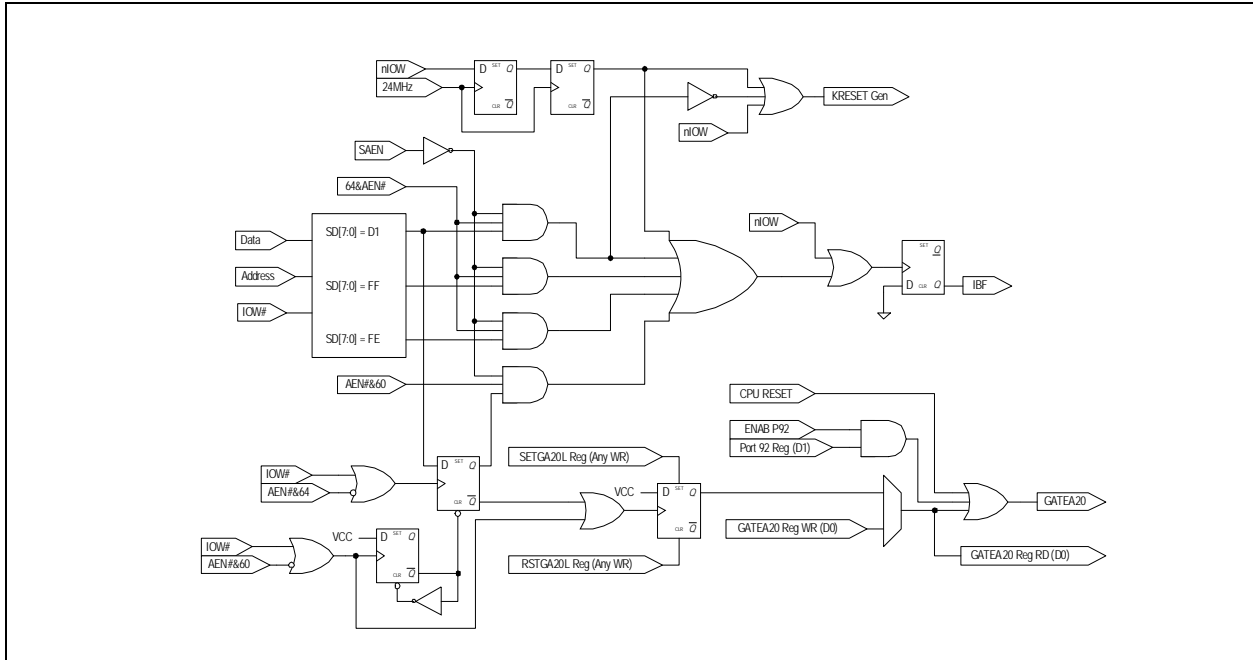 nIOW
24MHz
D SET Q
CLR Q
D SET Q
CLR Q
KRESET Gen
nIOW
SAEN
64&AEN#
Data
Address
IOW#
SD[7:0] = D1
SD[7:0] = FF
SD[7:0] = FE
nIOW
SET Q
D CLR Q
IBF
AEN#&60
CPU RESET
ENAB P92
Port 92 Reg (D1)
IOW#
AEN#&64
D SET Q
CLR Q
SETGA20L Reg (Any WR)
VCC
D SET Q
CLR Q
GATEA20
GATEA20 Reg WR (D0)
GATEA20 Reg RD (D0)
IOW#
AEN#&60
VCC
D SET Q
CLR Q
RSTGA20L Reg (Any WR)